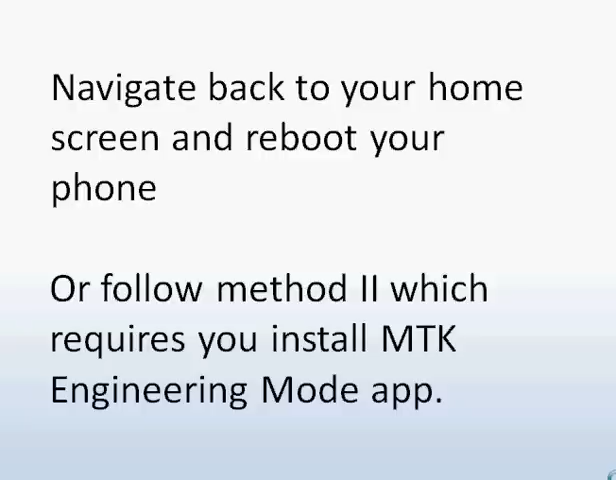 Navigate back to your home
screen and reboot your
phone
Or follow method II which
requires you install MTK
Engineering Mode app.